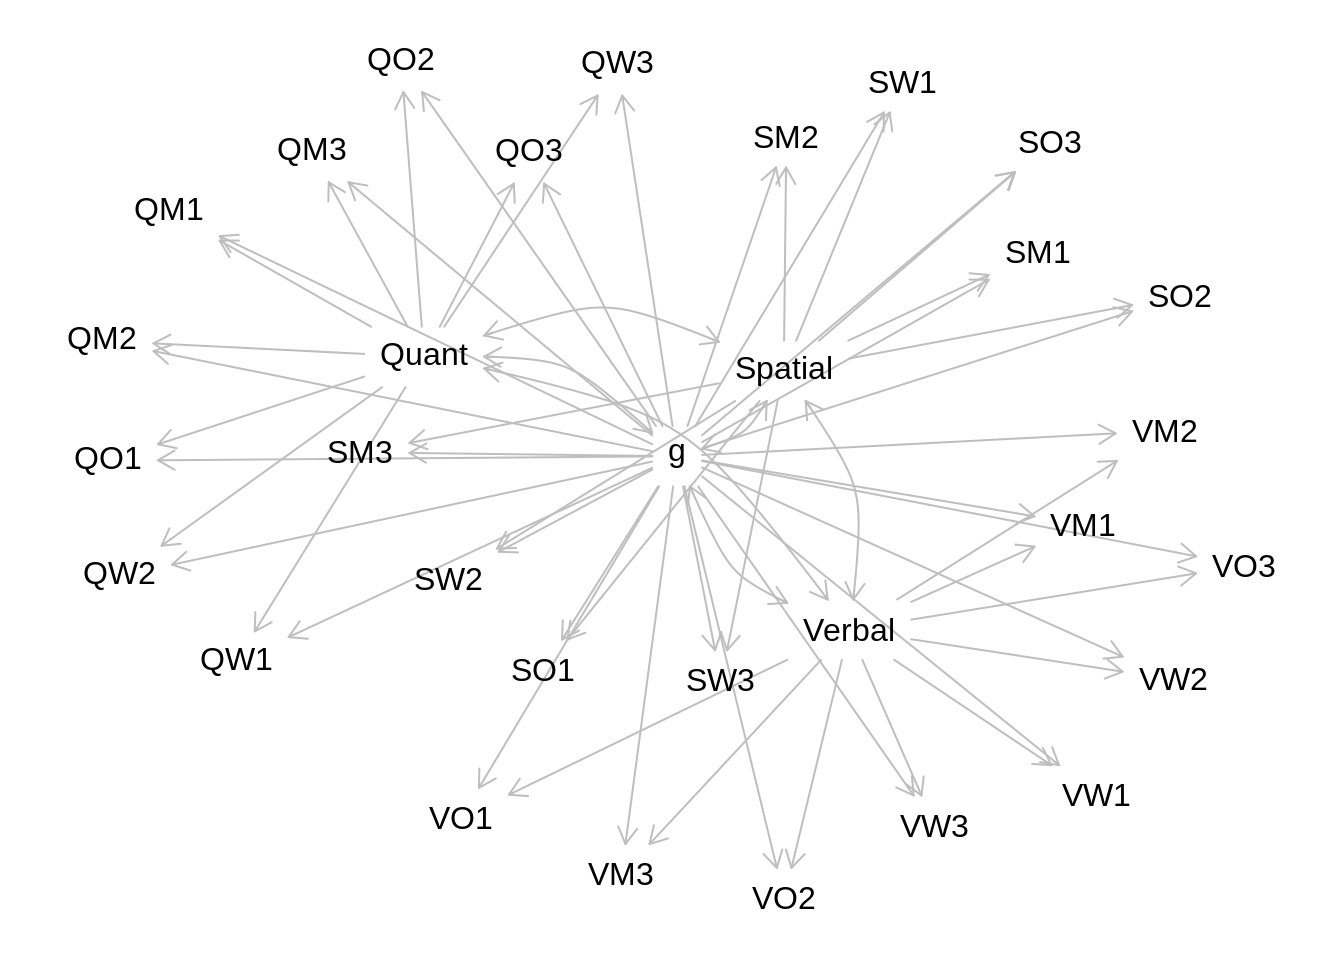 QO2
QW3
SW1
SM2
SO3
QM3
QO3
QM1
SM1
SO2
QM2
Quant
Spatial
VM2
QO1
SM3
g
VM1
VO3
QW2
SW2
Verbal
QW1
SO1
SW3
VW2
VW1
VO1
VW3
VM3
VO2